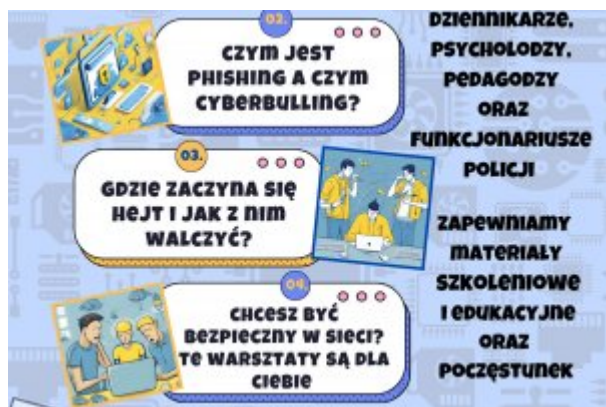 02.
CZYM JEST
PHISHING A CZYM
CYBERBULLING?
03.
GDZIE ZACZYNA SIĘ
HEJT I JAK Z NIM
WALCZYĆ?
04.
CHCESZ BYĆ
BEZPIECZNY W SIECI?
TE WARSZTATY SĄ DLA
CIEBIE
DZIENNIKARZE,
PSYCHOLODZY,
PEDAGODZY
ORAZ
FUNKCJONARIUSZE
POLICJI
ZAPEWNIAMY
MATERIAŁY
SZKOLENIOWE
I EDUKACYJNE
ORAZ
POCZĘSTUNEK